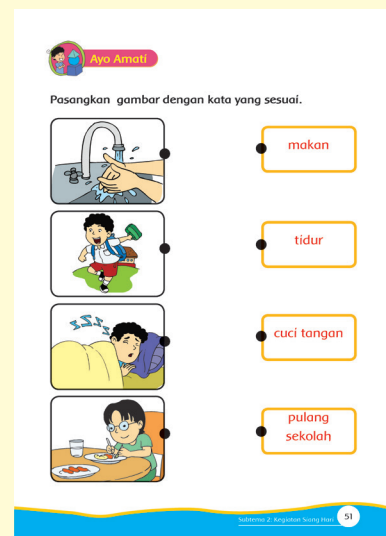 Ayo Amati
Pasangkan gambar dengan kata yang sesuai.
makan
tidur
zzzzz
cuci tangan
pulang
sekolah
Subtema 2: Kegiatan Siang Hari 51